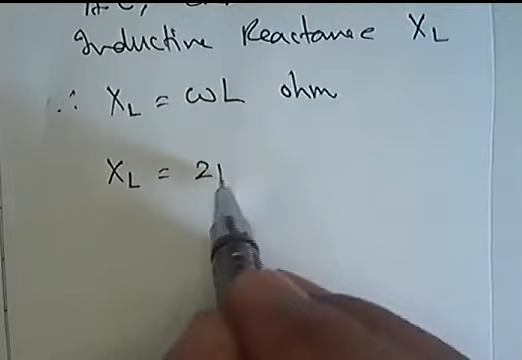 Inductive Reactance X_L
∴ X_L = ωL ohm
X_L = 2